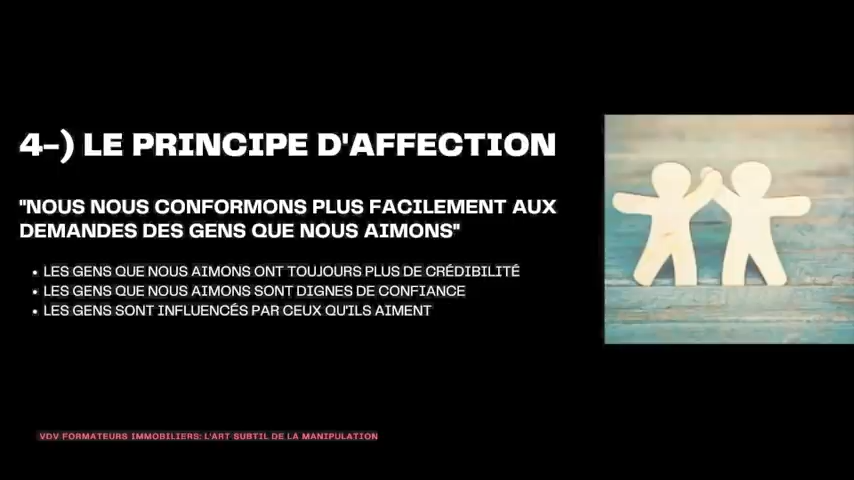 4-) LE PRINCIPE D'AFFECTION
"NOUS NOUS CONFORMONS PLUS FACILEMENT AUX
DEMANDES DES GENS QUE NOUS AIMONS"
• LES GENS QUE NOUS AIMONS ONT TOUJOURS PLUS DE CRÉDIBILITÉ
• LES GENS QUE NOUS AIMONS SONT DIGNES DE CONFIANCE
• LES GENS SONT INFLUENCÉS PAR CEUX QU'ILS AIMENT
VDV FORMATEURS IMMOBILIERS: L'ART SUBTIL DE LA MANIPULATION